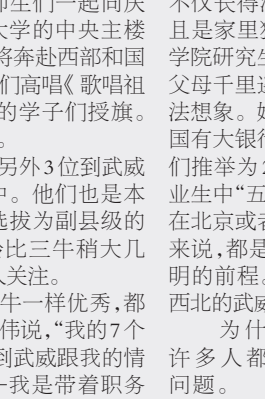 师生们一起同庆
大学的中央主楼
将奔赴西部和国
们高唱《歌唱祖
的学子们授旗。
。
另外3位到武威
中。他们也是本
选拔为副县级的
龄比三牛稍大几
人关注。
牛一样优秀,都
伟说,“我的7个
到武威跟我的情
—我是带着职务
不仅长得
且是家里
学院研究生
父母千里
法想象。
国有大银行
们推举为
业生中“五
在北京或者
来说,都是
明的前程。
西北的武威
为什
许多人都
问题。